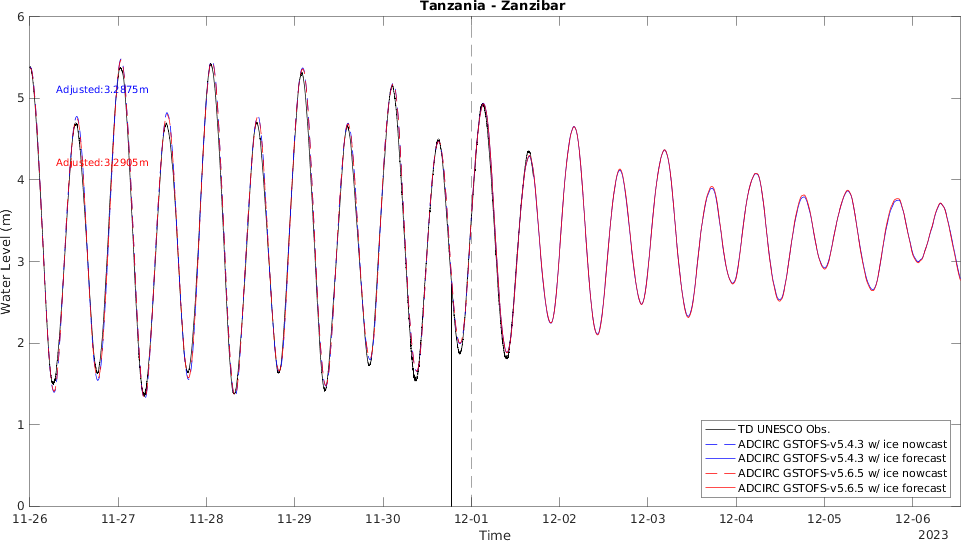 Tanzania - Zanzibar
6
5
4
3
2
1
0
Water Level (m)
Adjusted:3.2875m
Adjusted:3.2905m
TD UNESCO Obs.
ADCIRC GSTOFS-v5.4.3 w/ ice nowcast
ADCIRC GSTOFS-v5.4.3 w/ ice forecast
ADCIRC GSTOFS-v5.6.5 w/ ice nowcast
ADCIRC GSTOFS-v5.6.5 w/ ice forecast
11-26 11-27 11-28 11-29 11-30 12-01 12-02 12-03 12-04 12-05 12-06
Time
2023